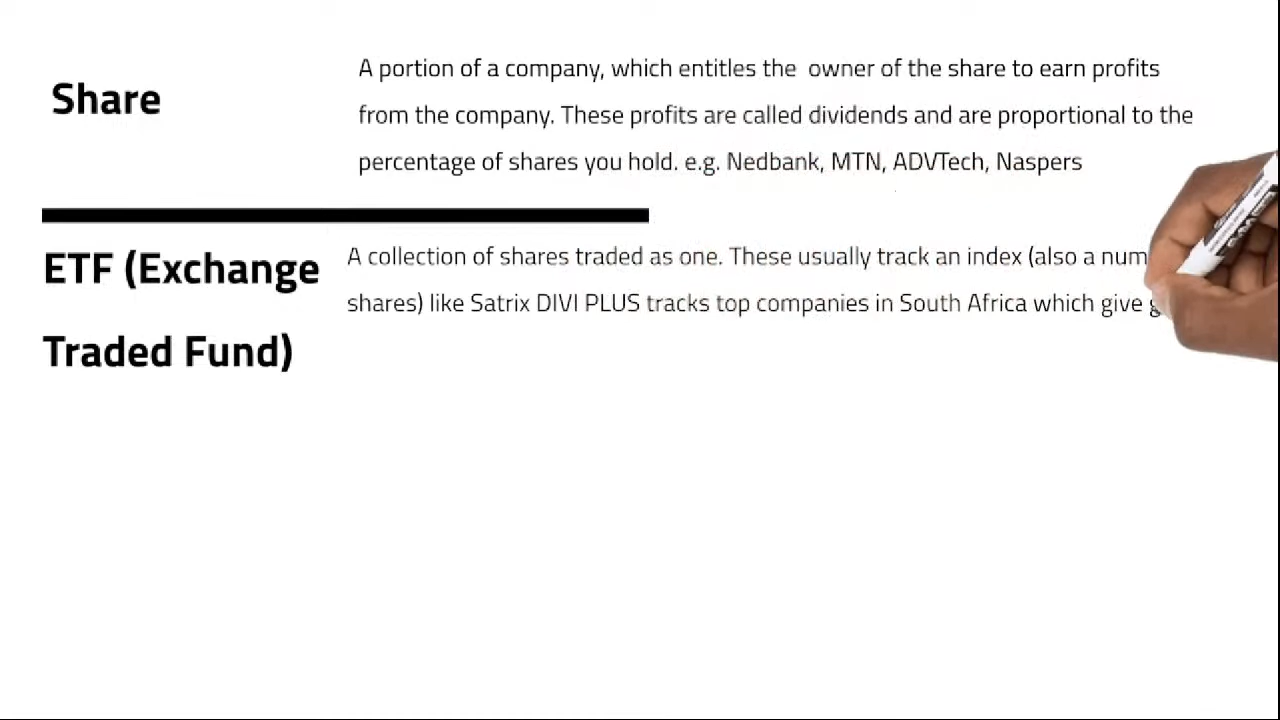 Share
A portion of a company, which entitles the owner of the share to earn profits
from the company. These profits are called dividends and are proportional to the
percentage of shares you hold. e.g. Nedbank, MTN, ADVTech, Naspers
ETF (Exchange
Traded Fund)
A collection of shares traded as one. These usually track an index (also a
shares) like Satrix DIVI PLUS tracks top companies in South Africa which give